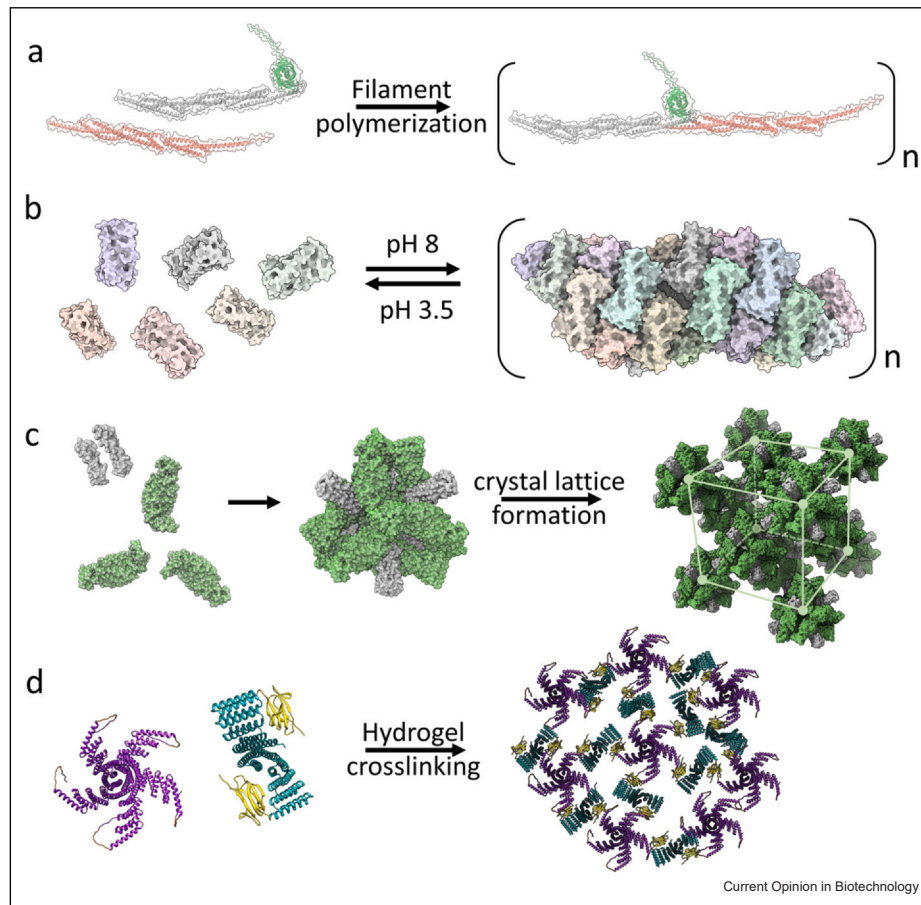 a
Filament
polymerization
n
b
pH 8
pH 3.5
n
c
crystal lattice
formation
d
Hydrogel
crosslinking
Current Opinion in Biotechnology